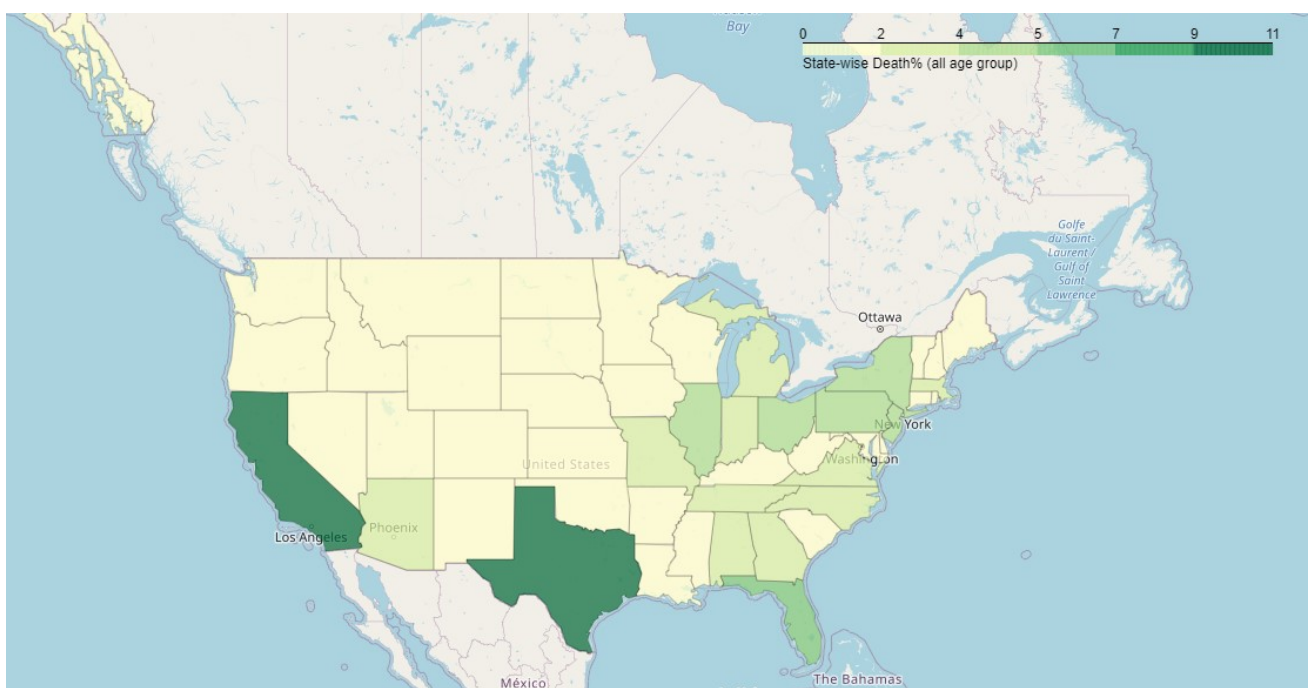 Bay
0 2 4 5 7 9 11
State-wise Death% (all age group)
Golfe
du Saint-
Laurent /
Gulf of
Saint
Lawrence
Ottawa
New York
Washington
United States
Phoenix
Los Angeles
México
The Bahamas